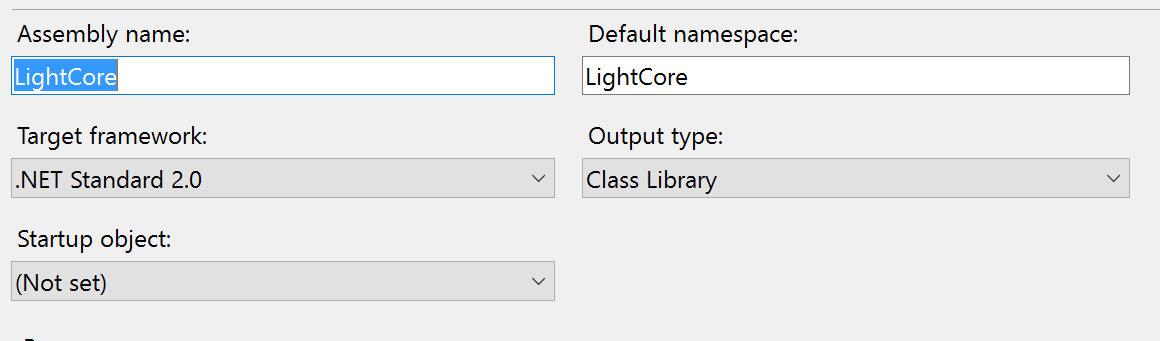 Assembly name:
Default namespace:
LightCore
LightCore
Target framework:
Output type:
.NET Standard 2.0
Class Library
Startup object:
(Not set)